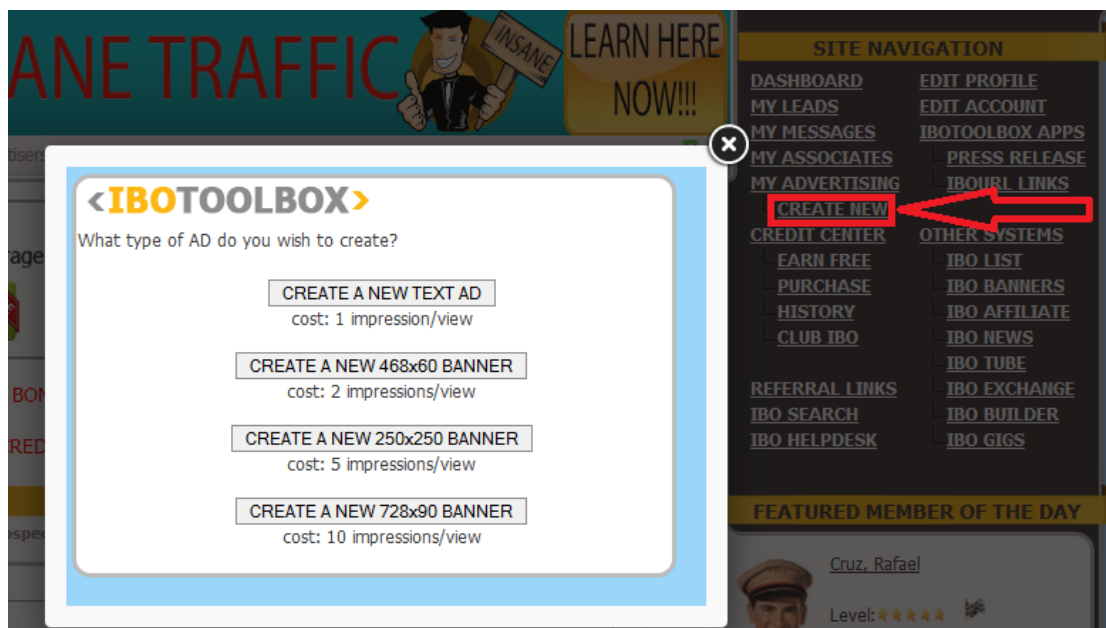 ANE TRAFFIC
INSANE
LEARN HERE
NOW!!!
tisers
<IBOTOOLBOX>
What type of AD do you wish to create?
CREATE A NEW TEXT AD
cost: 1 impression/view
CREATE A NEW 468x60 BANNER
cost: 2 impressions/view
CREATE A NEW 250x250 BANNER
cost: 5 impressions/view
CREATE A NEW 728x90 BANNER
cost: 10 impressions/view
rage
BON
RED
ospe
SITE NAVIGATION
DASHBOARD
MY LEADS
MY MESSAGES
MY ASSOCIATES
MY ADVERTISING
CREATE NEW
CREDIT CENTER
EARN FREE
PURCHASE
HISTORY
CLUB IBO
REFERRAL LINKS
IBO SEARCH
IBO HELPDESK
EDIT PROFILE
EDIT ACCOUNT
IBOTOOLBOX APPS
PRESS RELEASE
IBOURL LINKS
OTHER SYSTEMS
IBO LIST
IBO BANNERS
IBO AFFILIATE
IBO NEWS
IBO TUBE
IBO EXCHANGE
IBO BUILDER
IBO GIGS
FEATURED MEMBER OF THE DAY
Cruz, Rafael
Level: